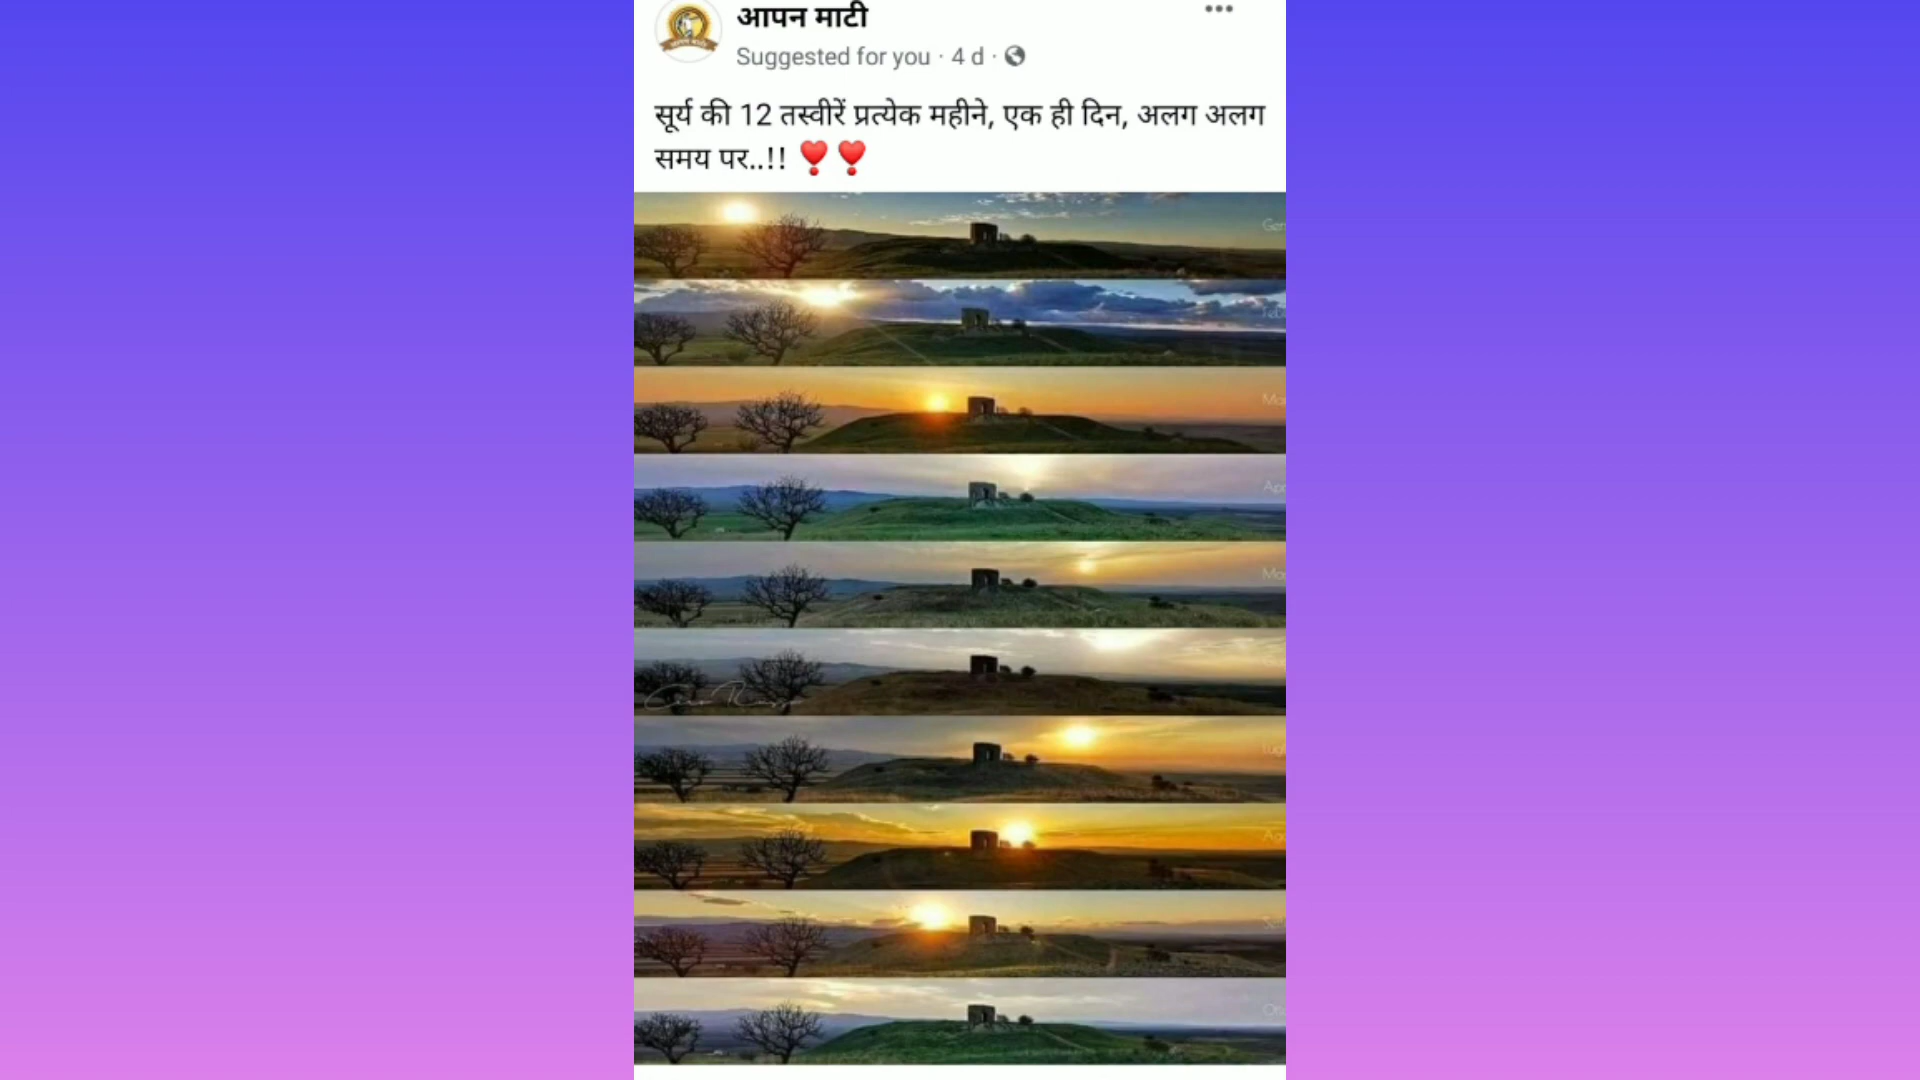 आपन माटी
Suggested for you · 4 d ·
सूर्य की 12 तस्वीरें प्रत्येक महीने, एक ही दिन, अलग अलग
समय पर..!! ❣️❣️